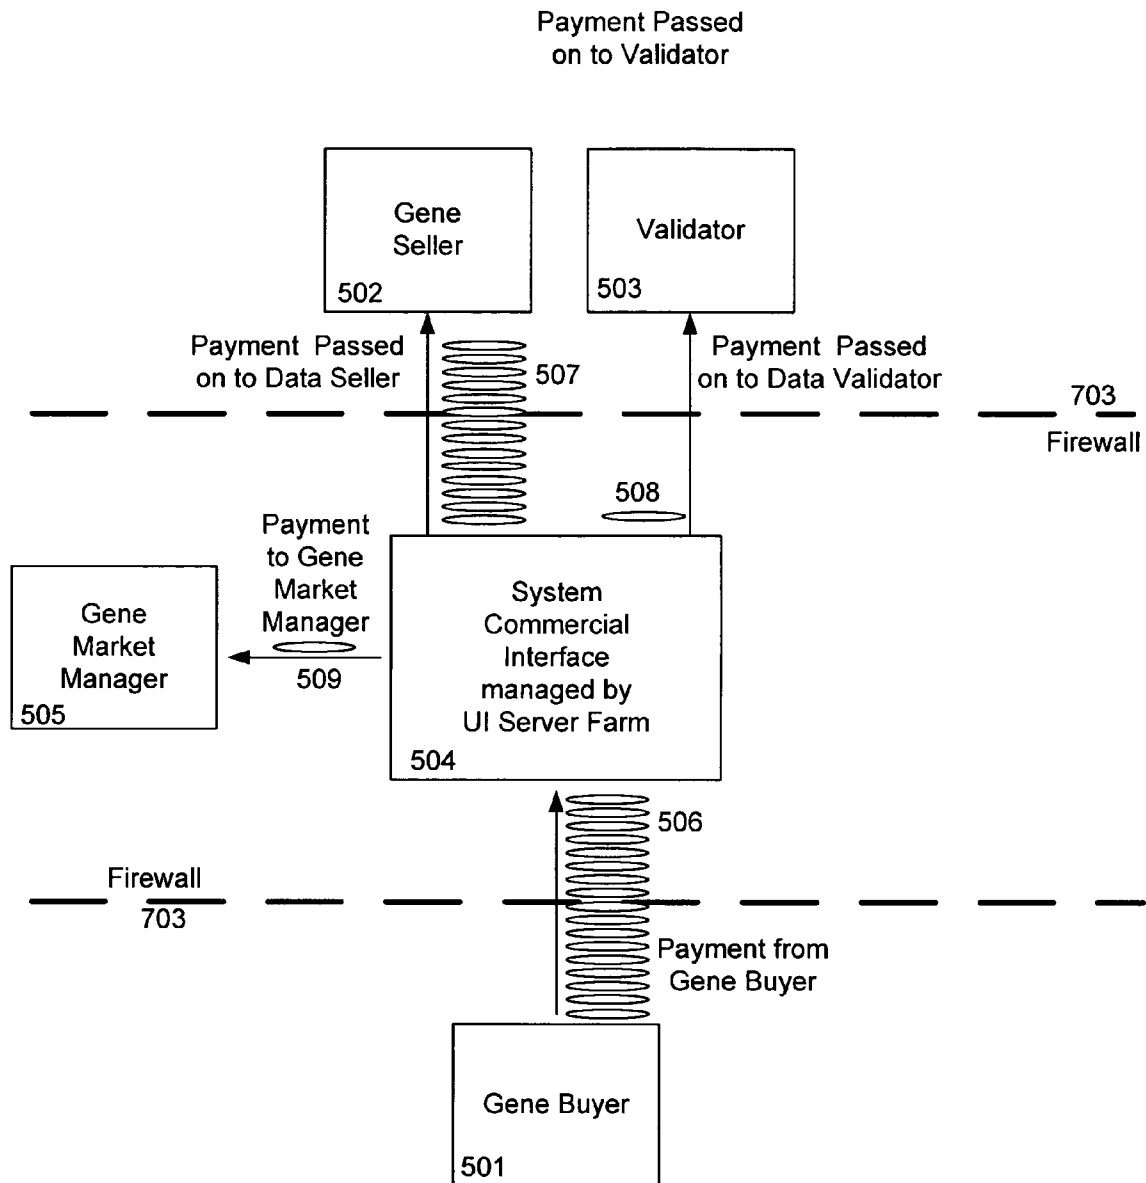 Payment Passed
on to Validator
Gene
Seller
502
Validator
503
Payment Passed
on to Data Seller
507
Payment Passed
on to Data Validator
703
Firewall
508
Payment
to Gene
Market
Manager
509
Gene
Market
Manager
505
System
Commercial
Interface
managed by
UI Server Farm
504
506
Firewall
703
Payment from
Gene Buyer
Gene Buyer
501